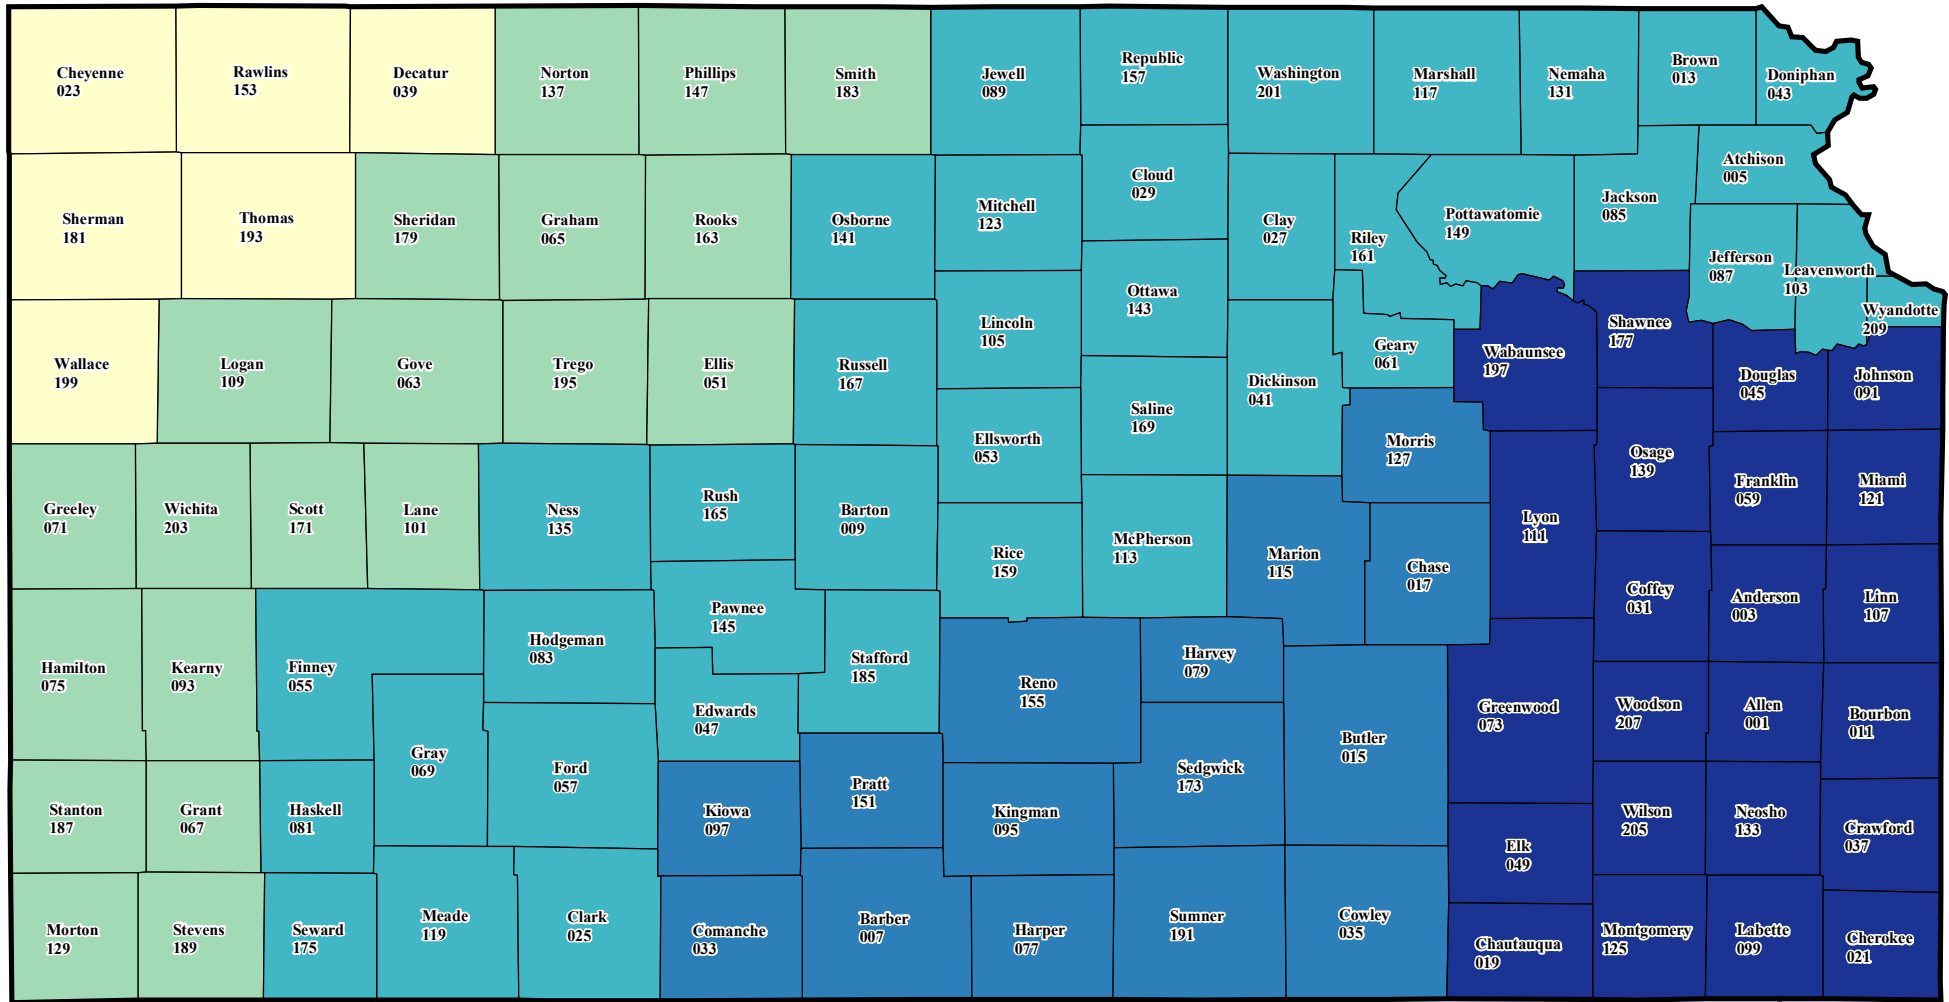 Cheyenne
023
Rawlins
153
Decatur
039
Norton
137
Phillips
147
Smith
183
Jewell
089
Republic
157
Washington
201
Marshall
117
Nemaha
131
Brown
013
Doniphan
043
Sherman
181
Thomas
193
Sheridan
179
Graham
065
Rooks
163
Osborne
141
Mitchell
123
Cloud
029
Clay
027
Riley
161
Pottawatomie
149
Jackson
085
Atchison
005
Jefferson
087
Leavenworth
103
Wyandotte
209
Wallace
199
Logan
109
Gove
063
Trego
195
Ellis
051
Russell
167
Lincoln
105
Ottawa
143
Saline
169
Dickinson
041
Geary
061
Wabaunsee
197
Shawnee
177
Douglas
045
Johnson
091
Ellsworth
053
Morris
127
Osage
139
Franklin
059
Miami
121
Greeley
071
Wichita
203
Scott
171
Lane
101
Ness
135
Rush
165
Barton
009
Rice
159
McPherson
113
Marion
115
Chase
017
Lyon
111
Coffey
031
Anderson
003
Linn
107
Hamilton
075
Kearny
093
Finney
055
Hodgeman
083
Pawnee
145
Stafford
185
Edwards
047
Reno
155
Harvey
079
Butler
015
Greenwood
073
Woodson
207
Allen
001
Bourbon
011
Gray
069
Ford
057
Sedgwick
173
Stanton
187
Grant
067
Haskell
081
Kiowa
097
Pratt
151
Kingman
095
Elk
049
Wilson
205
Neosho
133
Crawford
037
Morton
129
Stevens
189
Seward
175
Meade
119
Clark
025
Comanche
033
Barber
007
Harper
077
Sumner
191
Cowley
035
Chautauqua
019
Montgomery
125
Labette
099
Cherokee
021